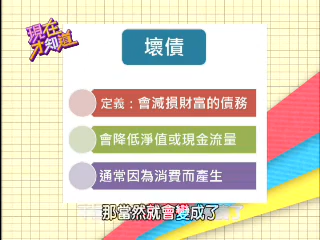 現在
才知道
壞債
定義：會減損財富的債務
會降低淨值或現金流量
通常因為消費而產生
那當然就會變成了